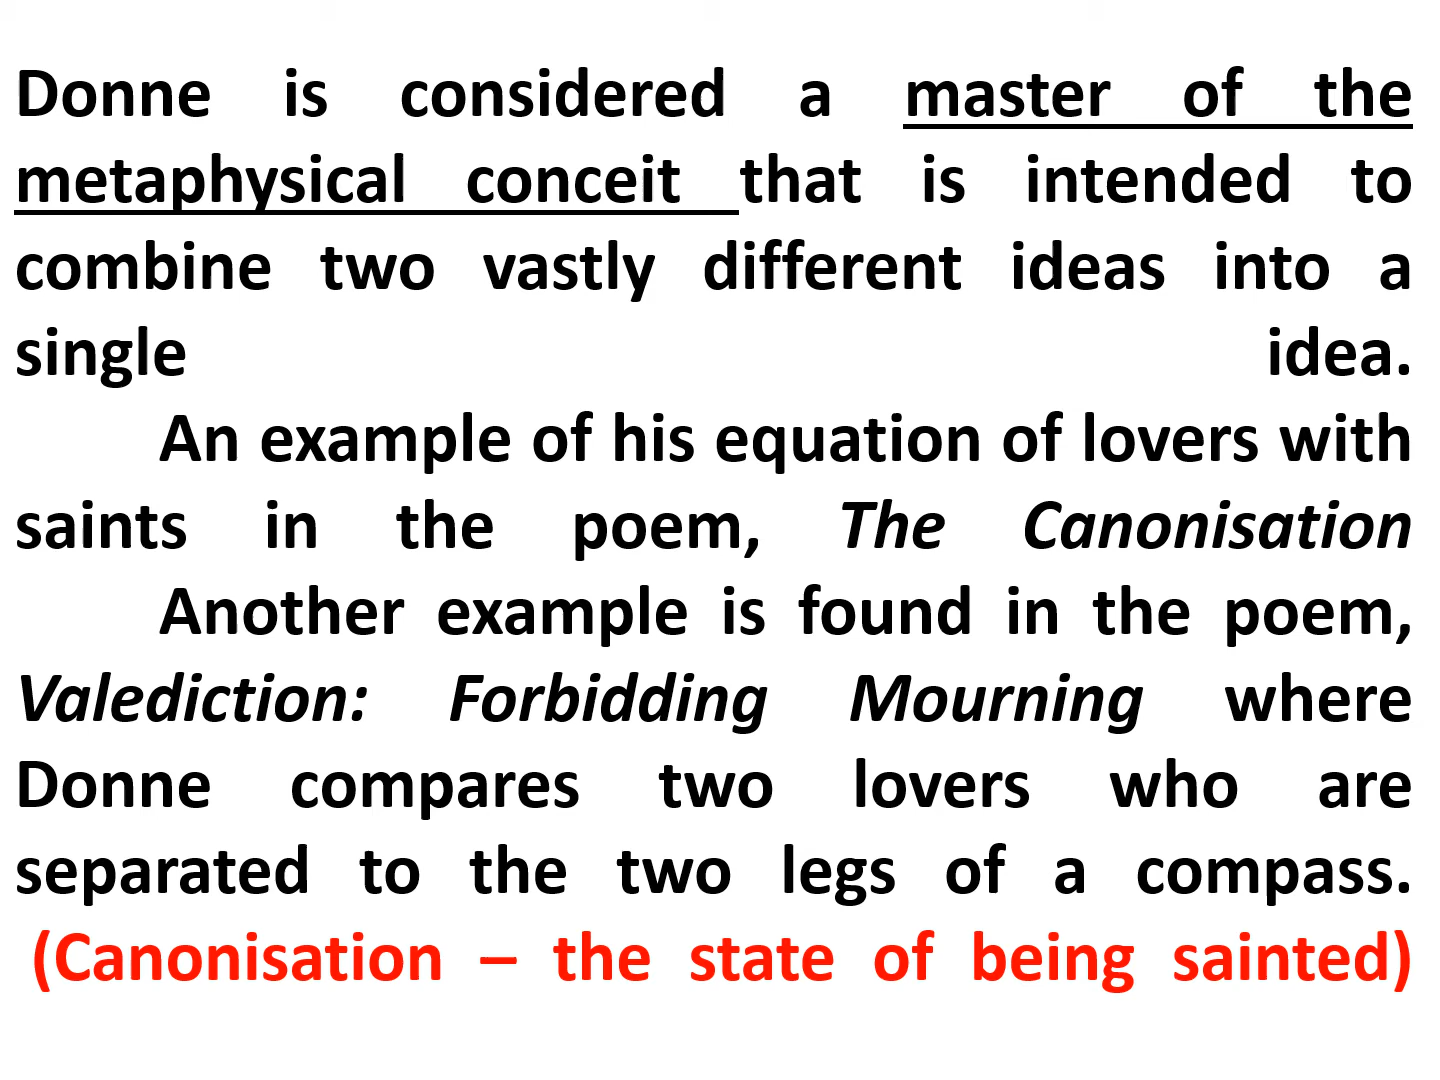 Donne is considered a master of the
metaphysical conceit that is intended to
combine two vastly different ideas into a
single idea.
An example of his equation of lovers with
saints in the poem, The Canonisation
Another example is found in the poem,
Valediction: Forbidding Mourning where
Donne compares two lovers who are
separated to the two legs of a compass.
(Canonisation – the state of being sainted)